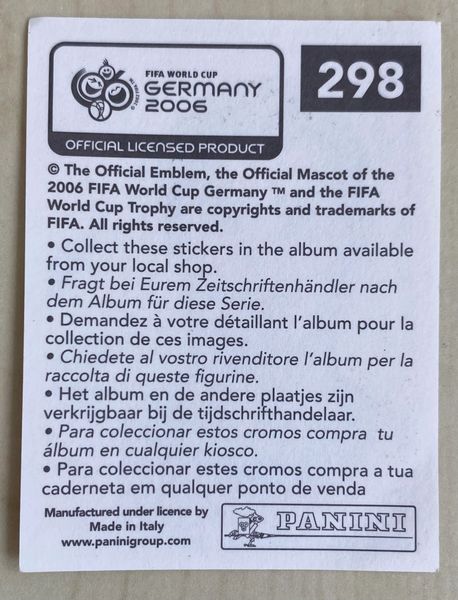 FIFA WORLD CUP
GERMANY
2006
OFFICIAL LICENSED PRODUCT
298
© The Official Emblem, the Official Mascot of the
2006 FIFA World Cup Germany ™ and the FIFA
World Cup Trophy are copyrights and trademarks of
FIFA. All rights reserved.
• Collect these stickers in the album available
from your local shop.
• Fragt bei Eurem Zeitschriftenhändler nach
dem Album für diese Serie.
• Demandez à votre détaillant l'album pour la
collection de ces images.
• Chiedete al vostro rivenditore l'album per la
raccolta di queste figurine.
• Het album en de andere plaatjes zijn
verkrijgbaar bij de tijdschrifthandelaar.
• Para coleccionar estos cromos compra tu
álbum en cualquier kiosco.
• Para coleccionar estes cromos compra a tua
caderneta em qualquer ponto de venda
Manufactured under licence by
Made in Italy
www.paninigroup.com
PANINI